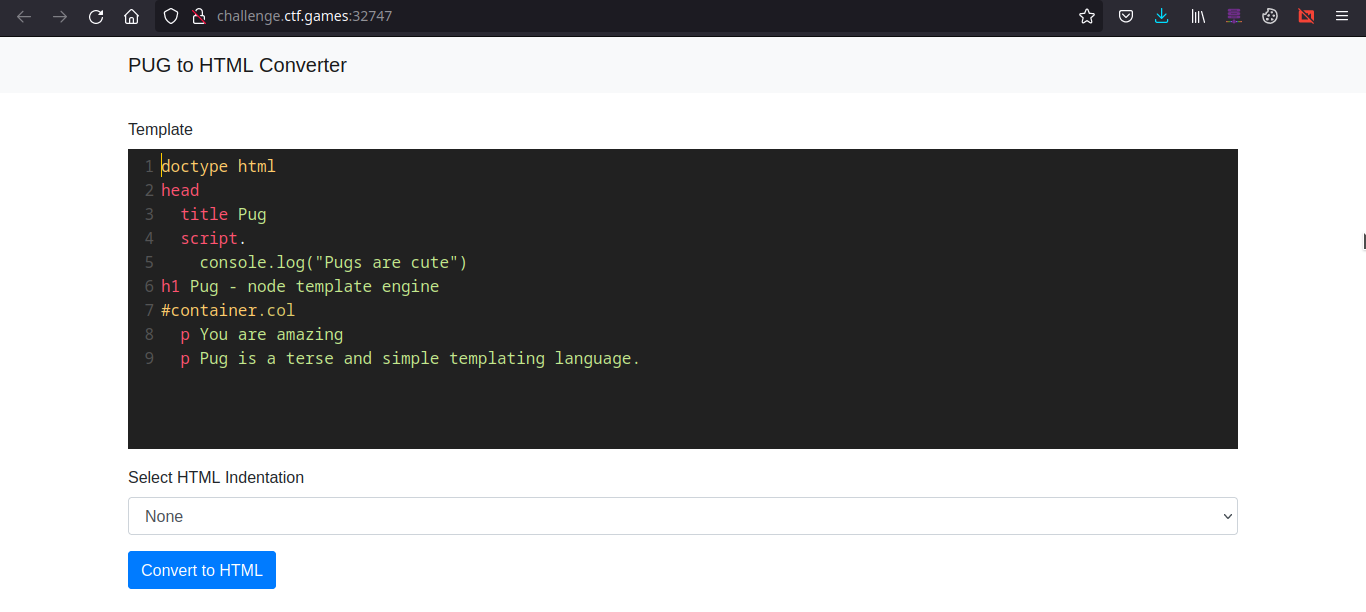 challenge.ctf.games:32747
PUG to HTML Converter
Template
1 doctype html
2 head
3   title Pug
4   script.
5     console.log("Pugs are cute")
6 h1 Pug - node template engine
7 #container.col
8   p You are amazing
9   p Pug is a terse and simple templating language.
Select HTML Indentation
None
Convert to HTML